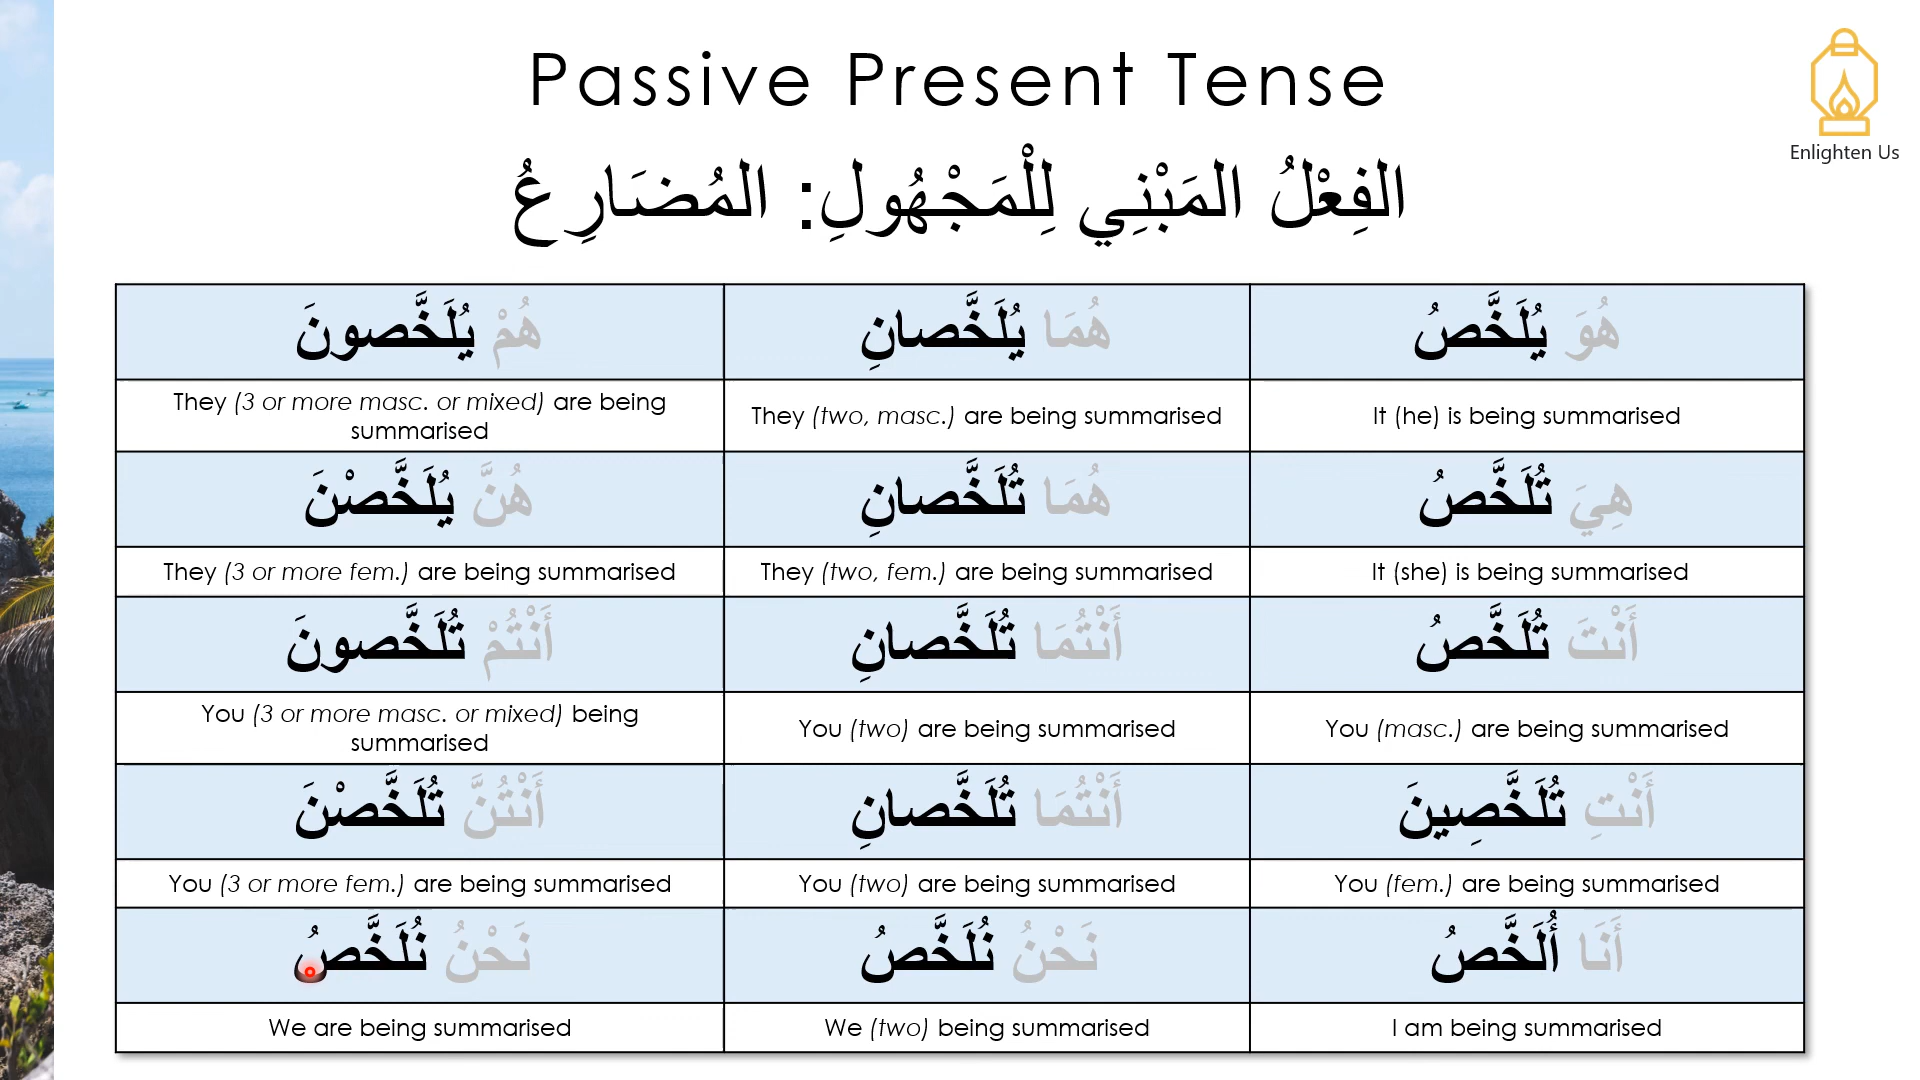 Passive Present Tense
Enlighten Us
الفِعْلُ المَبْنِي لِلْمَجْهُولِ: المُضَارِعُ
هُوَ يُلَخَّصُ
هُمَا يُلَخَّصانِ
هُمْ يُلَخَّصونَ
It (he) is being summarised
They (two, masc.) are being summarised
They (3 or more masc. or mixed) are being
summarised
هِيَ تُلَخَّصُ
هُمَا تُلَخَّصانِ
هُنَّ يُلَخَّصْنَ
It (she) is being summarised
They (two, fem.) are being summarised
They (3 or more fem.) are being summarised
أَنْتَ تُلَخَّصُ
أَنْتُمَا تُلَخَّصانِ
أَنْتُمْ تُلَخَّصونَ
You (masc.) are being summarised
You (two) are being summarised
You (3 or more masc. or mixed) being
summarised
أَنْتِ تُلَخَّصِينَ
أَنْتُمَا تُلَخَّصانِ
أَنْتُنَّ تُلَخَّصْنَ
You (fem.) are being summarised
You (two) are being summarised
You (3 or more fem.) are being summarised
أَنَا أُلَخَّصُ
نَحْنُ نُلَخَّصُ
نَحْنُ نُلَخَّصُ
I am being summarised
We (two) being summarised
We are being summarised